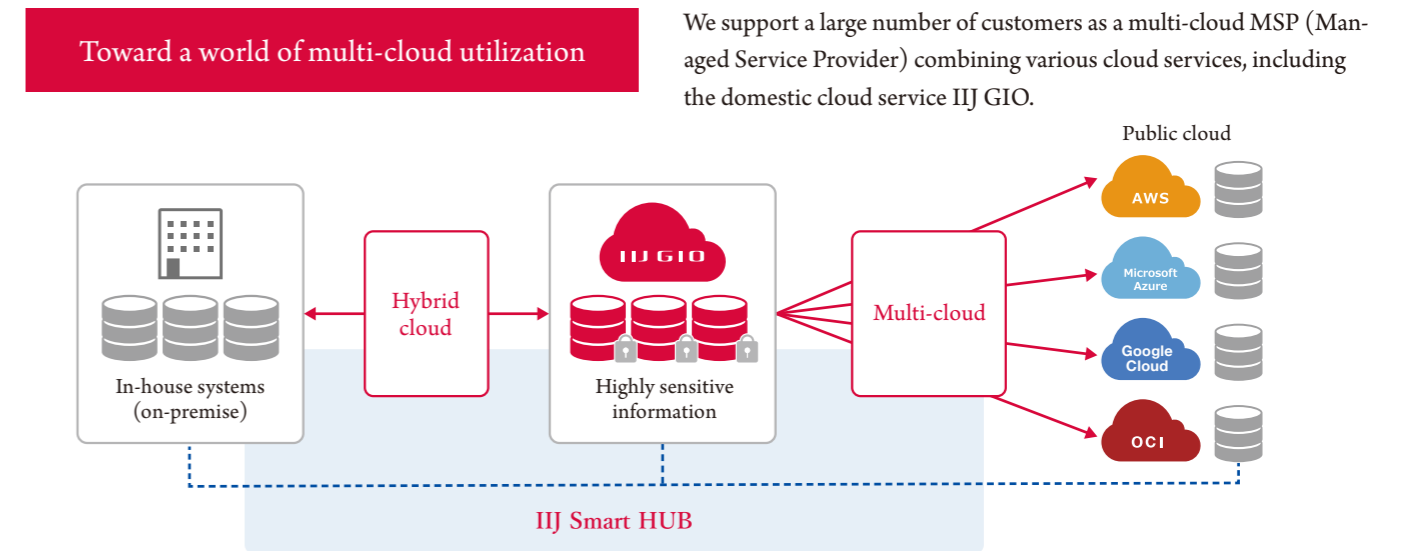 Toward a world of multi-cloud utilization
We support a large number of customers as a multi-cloud MSP (Man-
aged Service Provider) combining various cloud services, including
the domestic cloud service IIJ GIO.
Public cloud
AWS
Microsoft
Azure
Google
Cloud
OCI
In-house systems
(on-premise)
Hybrid
cloud
IIJ GIO
Highly sensitive
information
Multi-cloud
IIJ Smart HUB